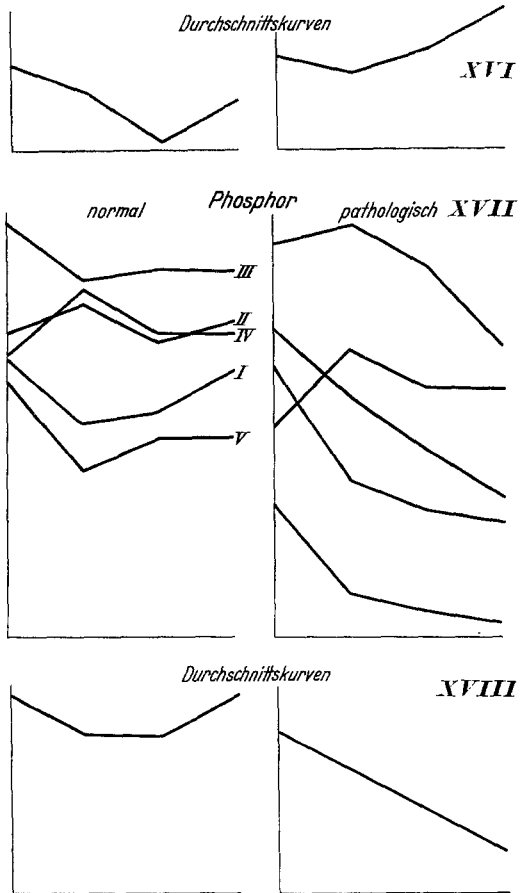 Durchschnittskurven
XVI
normal Phosphor pathologisch XVII
III
II
IV
I
V
Durchschnittskurven
XVIII